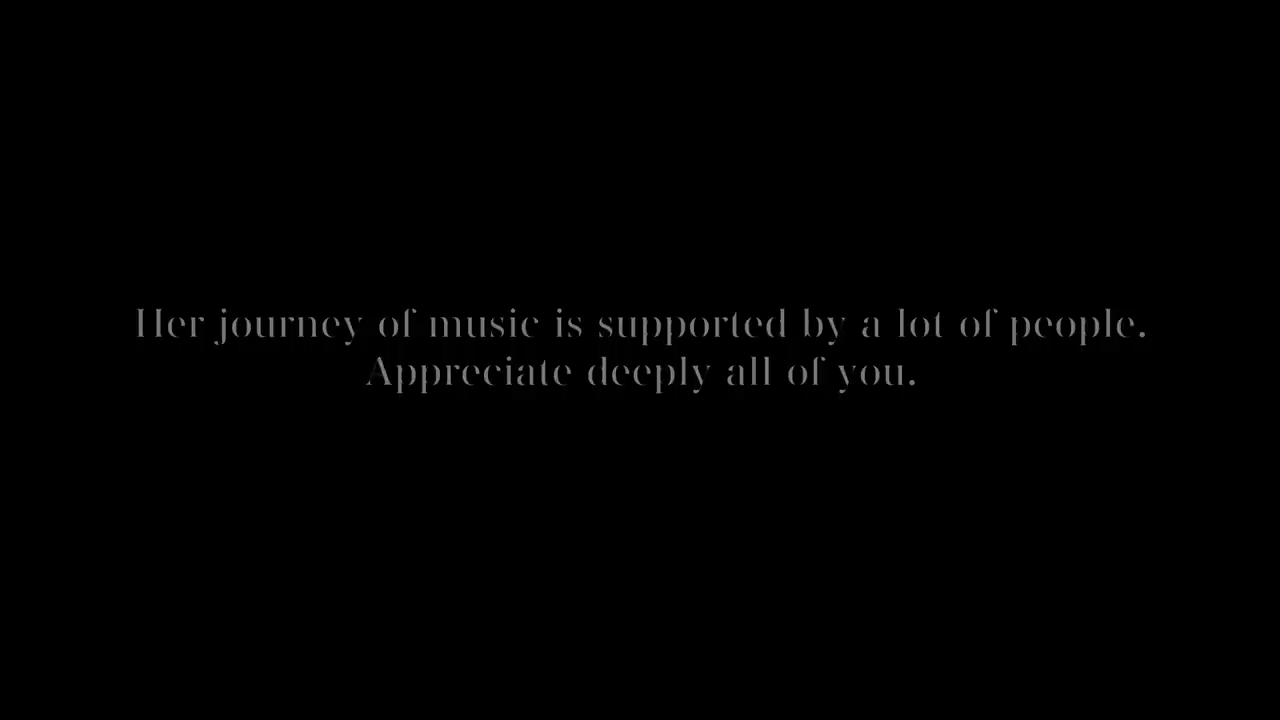 Her journey of music is supported by a lot of people.
Appreciate deeply all of you.